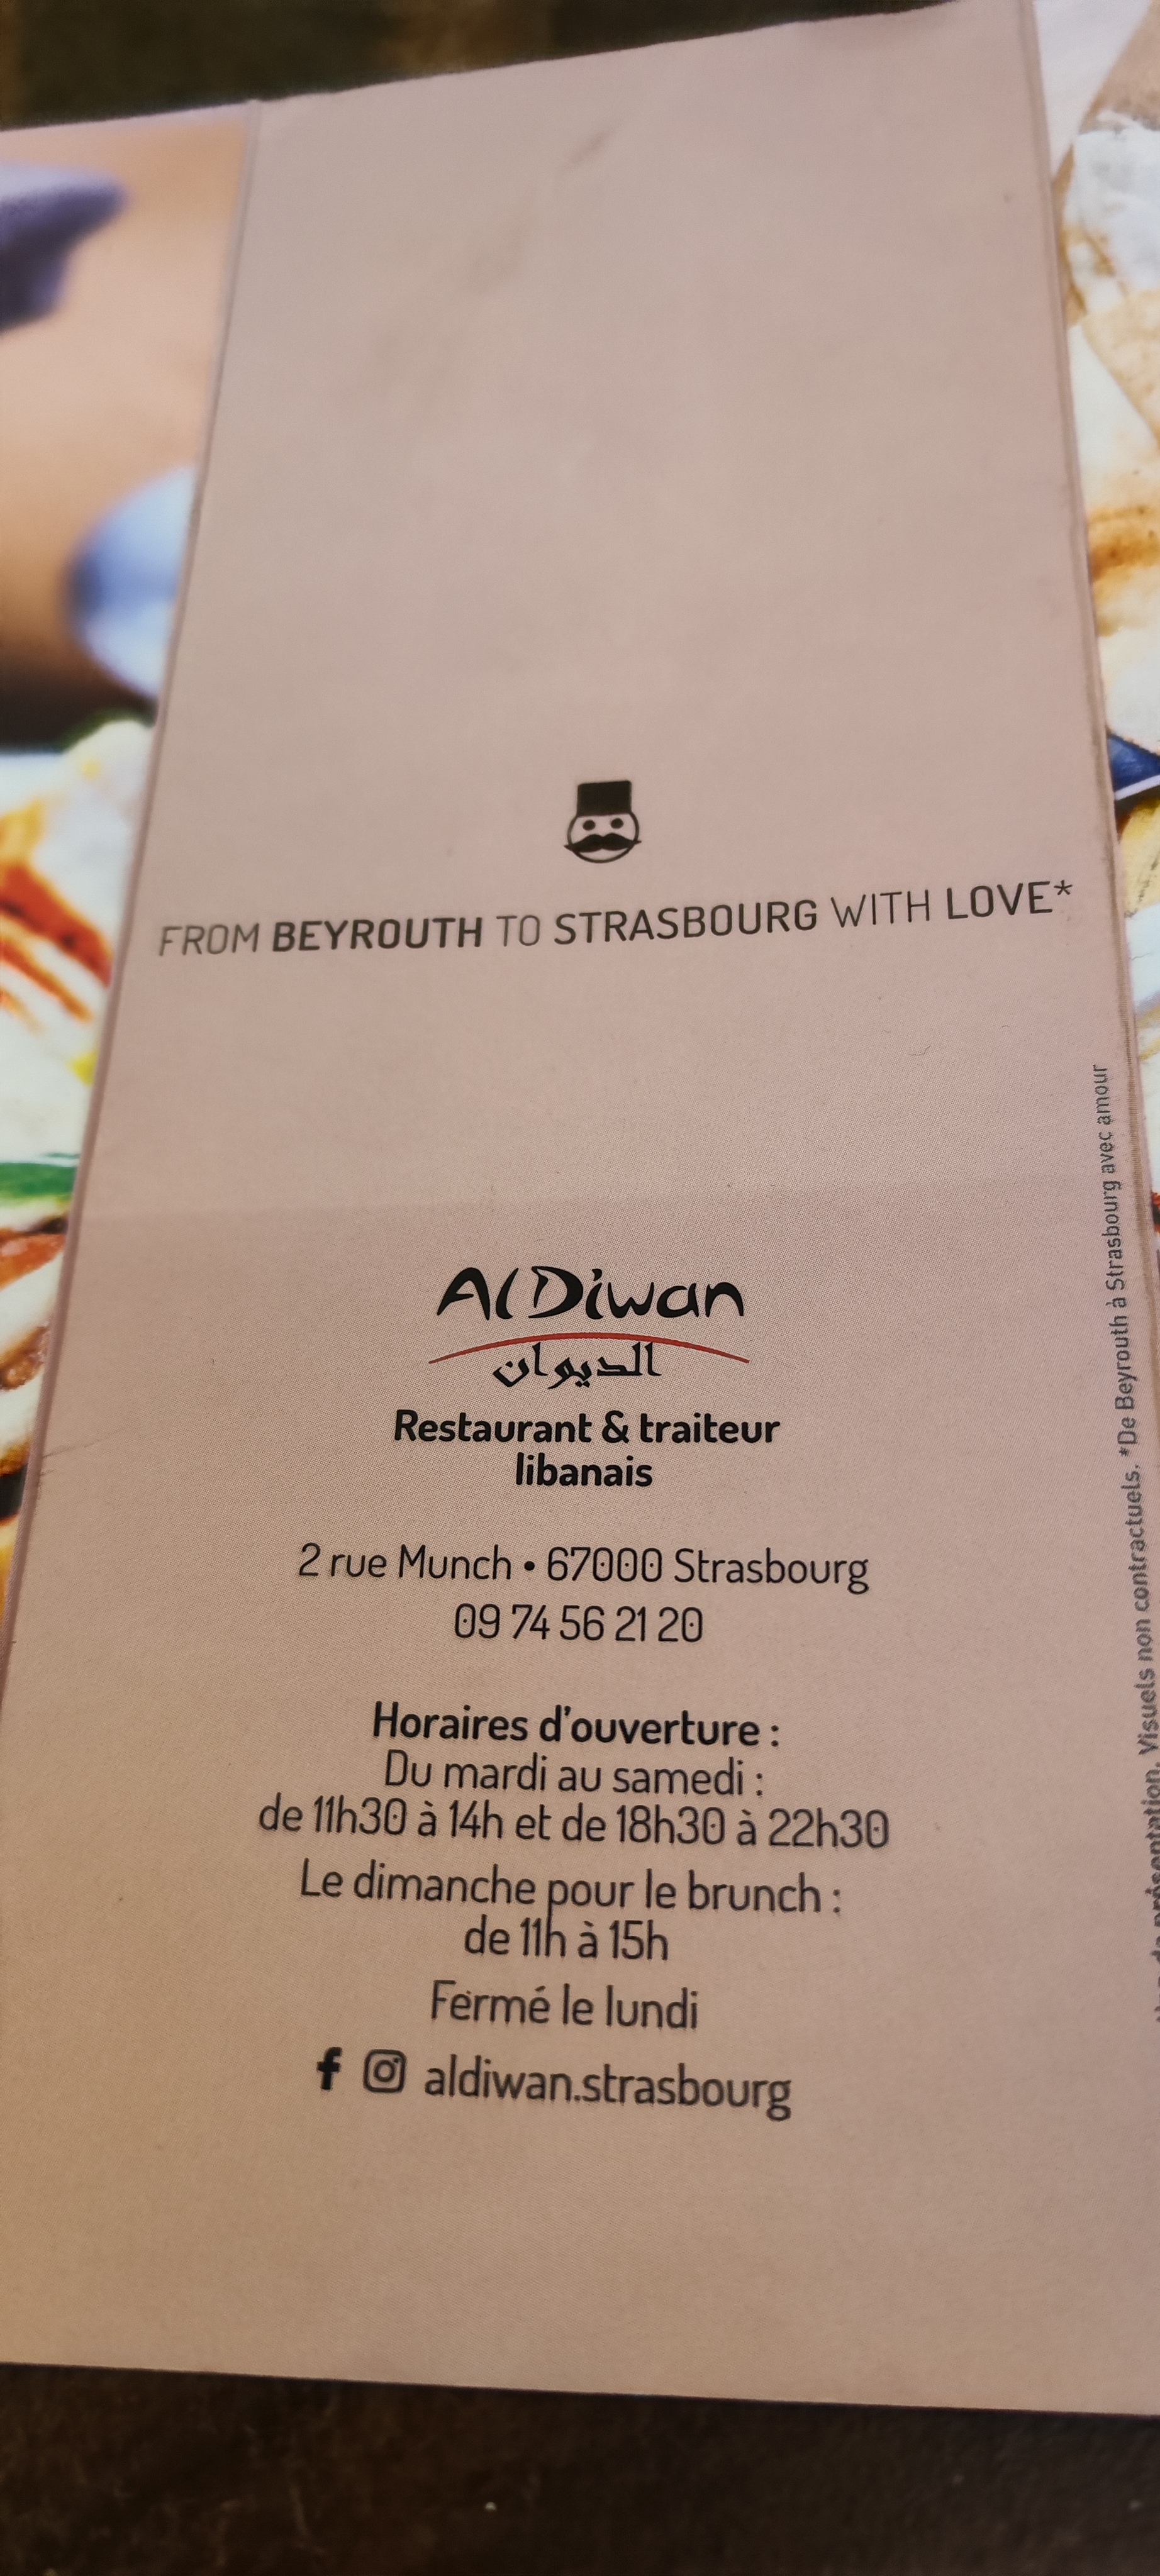 FROM BEYROUTH TO STRASBOURG WITH LOVE*
Al Diwan
الديوان
Restaurant & traiteur
libanais
2 rue Munch • 67000 Strasbourg
09 74 56 21 20
Horaires d'ouverture :
Du mardi au samedi :
de 11h30 à 14h et de 18h30 à 22h30
Le dimanche pour le brunch :
de 11h à 15h
Fermé le lundi
aldiwan.strasbourg
de présentation. Visuels non contractuels. *De Beyrouth à Strasbourg avec amour